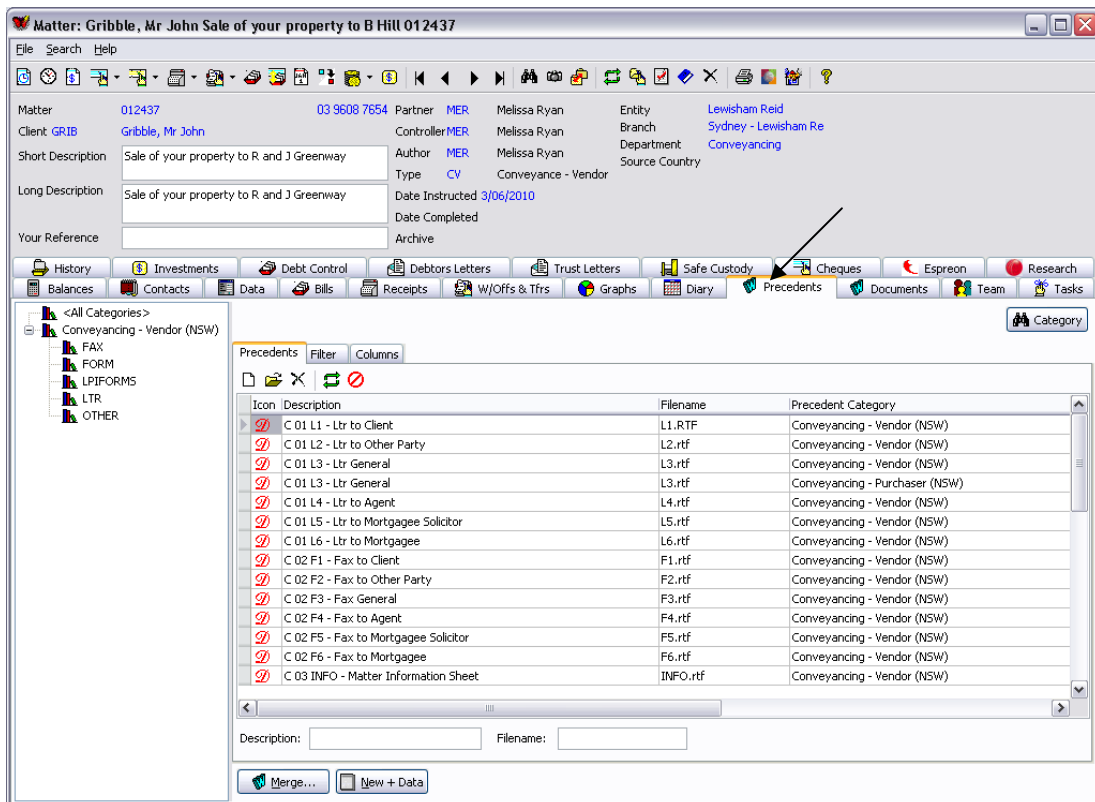 Matter: Gribble, Mr John Sale of your property to B Hill 012437
File Search Help
Matter 012437 03 9608 7654 Partner MER Melissa Ryan Entity Lewisham Reid
Client GRIB Gribble, Mr John Controller MER Melissa Ryan Branch Sydney - Lewisham Re
Short Description Sale of your property to R and J Greenway Author MER Melissa Ryan Department Conveyancing
Type CV Conveyance - Vendor Source Country
Long Description Sale of your property to R and J Greenway Date Instructed 3/06/2010
Date Completed
Your Reference Archive
History Investments Debt Control Debtors Letters Trust Letters Safe Custody Cheques Espreon Research
Balances Contacts Data Bills Receipts W/Offs & Tfrs Graphs Diary Precedents Documents Team Tasks
<All Categories>
Conveyancing - Vendor (NSW)
FAX
FORM
LPIFORMS
LTR
OTHER
Category
Precedents Filter Columns
Icon Description Filename Precedent Category
C 01 L1 - Ltr to Client L1.RTF Conveyancing - Vendor (NSW)
C 01 L2 - Ltr to Other Party L2.rtf Conveyancing - Vendor (NSW)
C 01 L3 - Ltr General L3.rtf Conveyancing - Vendor (NSW)
C 01 L3 - Ltr General L3.rtf Conveyancing - Purchaser (NSW)
C 01 L4 - Ltr to Agent L4.rtf Conveyancing - Vendor (NSW)
C 01 L5 - Ltr to Mortgagee Solicitor L5.rtf Conveyancing - Vendor (NSW)
C 01 L6 - Ltr to Mortgagee L6.rtf Conveyancing - Vendor (NSW)
C 02 F1 - Fax to Client F1.rtf Conveyancing - Vendor (NSW)
C 02 F2 - Fax to Other Party F2.rtf Conveyancing - Vendor (NSW)
C 02 F3 - Fax General F3.rtf Conveyancing - Vendor (NSW)
C 02 F4 - Fax to Agent F4.rtf Conveyancing - Vendor (NSW)
C 02 F5 - Fax to Mortgagee Solicitor F5.rtf Conveyancing - Vendor (NSW)
C 02 F6 - Fax to Mortgagee F6.rtf Conveyancing - Vendor (NSW)
C 03 INFO - Matter Information Sheet INFO.rtf Conveyancing - Vendor (NSW)
Description: Filename:
Merge... New + Data